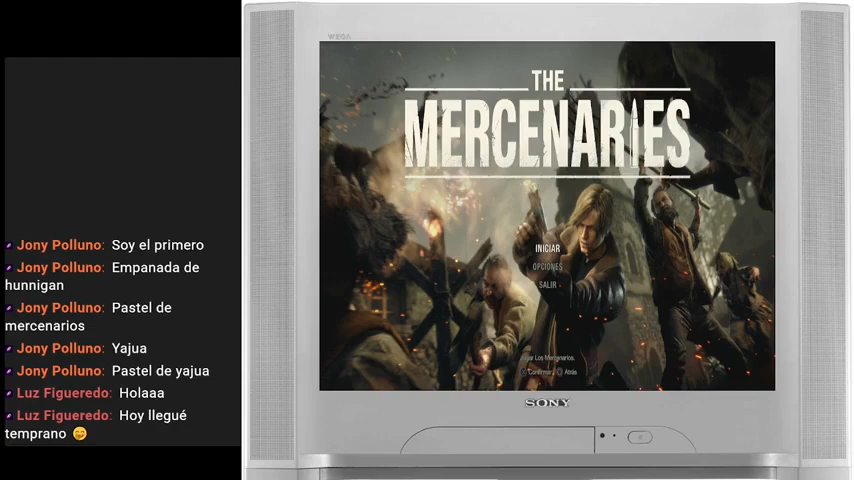 Jony Polluno: Soy el primero
Jony Polluno: Empanada de
hunnigan
Jony Polluno: Pastel de
mercenarios
Jony Polluno: Yajua
Jony Polluno: Pastel de yajua
Luz Figueredo: Holaaa
Luz Figueredo: Hoy llegué
temprano 😊
WEGA
THE
MERCENARIES
INICIAR
OPCIONES
SALIR
Jugar Los Mercenarios.
Confirmar Atrás
SONY